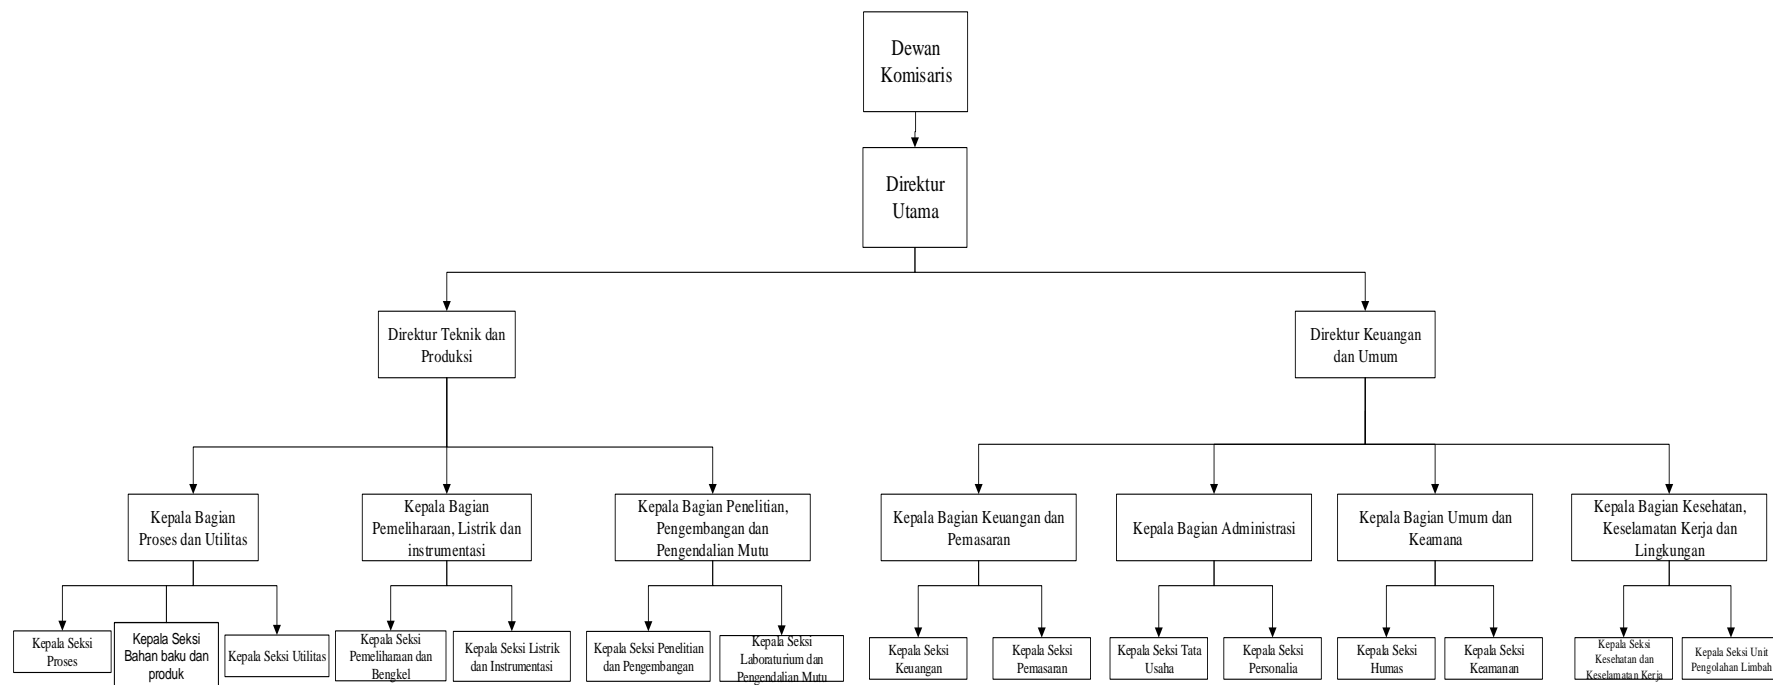 Dewan
Komisaris
Direktur
Utama
Direktur Teknik dan
Produksi
Direktur Keuangan
dan Umum
Kepala Bagian
Proses dan Utilitas
Kepala Bagian
Pemeliharaan, Listrik dan
instrumentasi
Kepala Bagian Penelitian,
Pengembangan dan
Pengendalian Mutu
Kepala Bagian Keuangan dan
Pemasaran
Kepala Bagian Administrasi
Kepala Bagian Umum dan
Keamana
Kepala Bagian Kesehatan,
Keselamatan Kerja dan
Lingkungan
Kepala Seksi
Proses
Kepala Seksi
Bahan baku dan
produk
Kepala Seksi Utilitas
Kepala Seksi
Pemeliharaan dan
Bengkel
Kepala Seksi Listrik
dan Instrumentasi
Kepala Seksi Penelitian
dan Pengembangan
Kepala Seksi
Laboraturium dan
Pengendalian Mutu
Kepala Seksi
Keuangan
Kepala Seksi
Pemasaran
Kepala Seksi Tata
Usaha
Kepala Seksi
Personalia
Kepala Seksi
Humas
Kepala Seksi
Keamanan
Kepala Seksi
Kesehatan dan
Keselamatan Kerja
Kepala Seksi Unit
Pengolahan Limbah